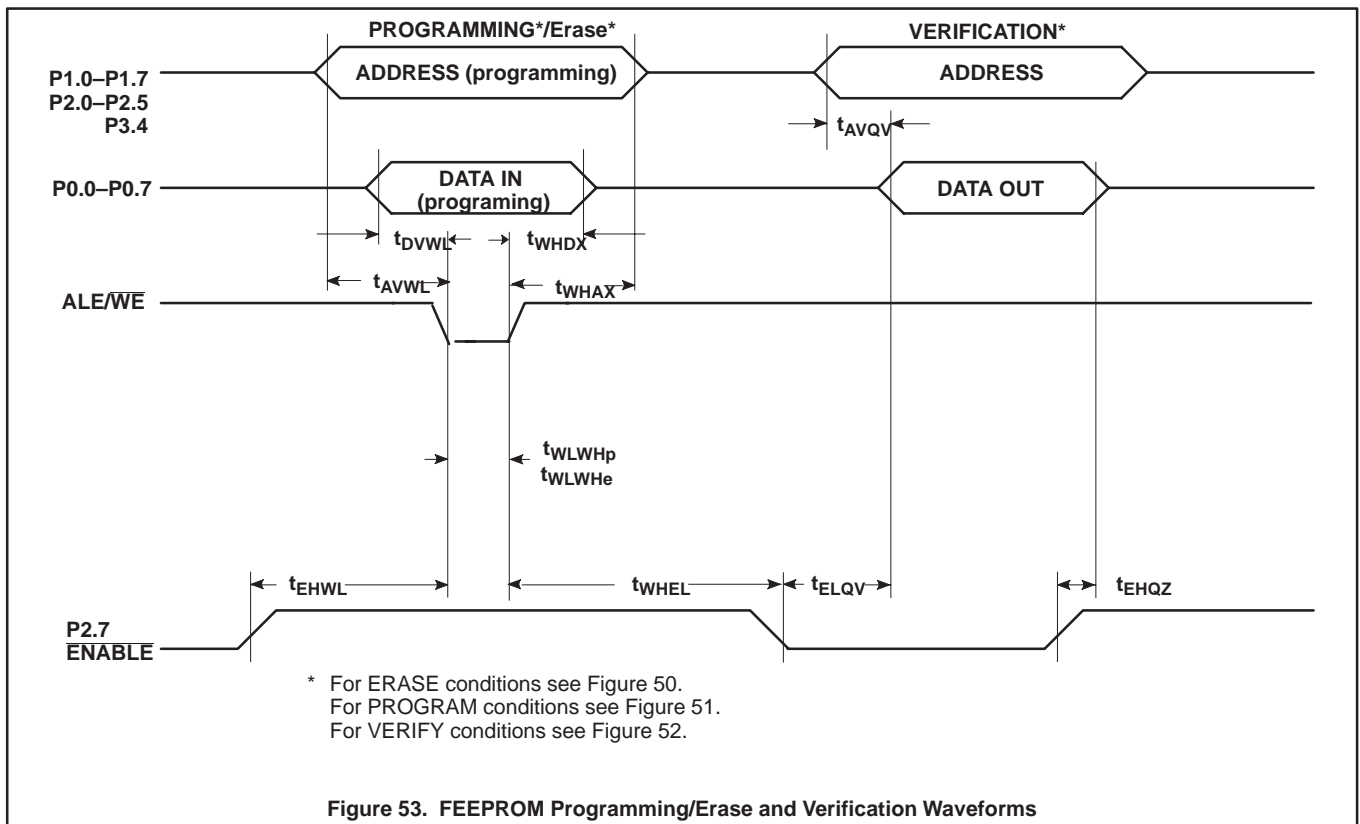 PROGRAMMING*/Erase*
VERIFICATION*
P1.0–P1.7
P2.0–P2.5
P3.4
ADDRESS (programming)
ADDRESS
tAVQV
P0.0–P0.7
DATA IN
(programing)
DATA OUT
tDVWL
tWHDX
tAVWL
tWHAX
ALE/WE
tWLWHp
tWLWHe
tEHWL
tWHEL
tELQV
tEHQZ
P2.7
ENABLE
* For ERASE conditions see Figure 50.
For PROGRAM conditions see Figure 51.
For VERIFY conditions see Figure 52.
Figure 53. FEEPROM Programming/Erase and Verification Waveforms